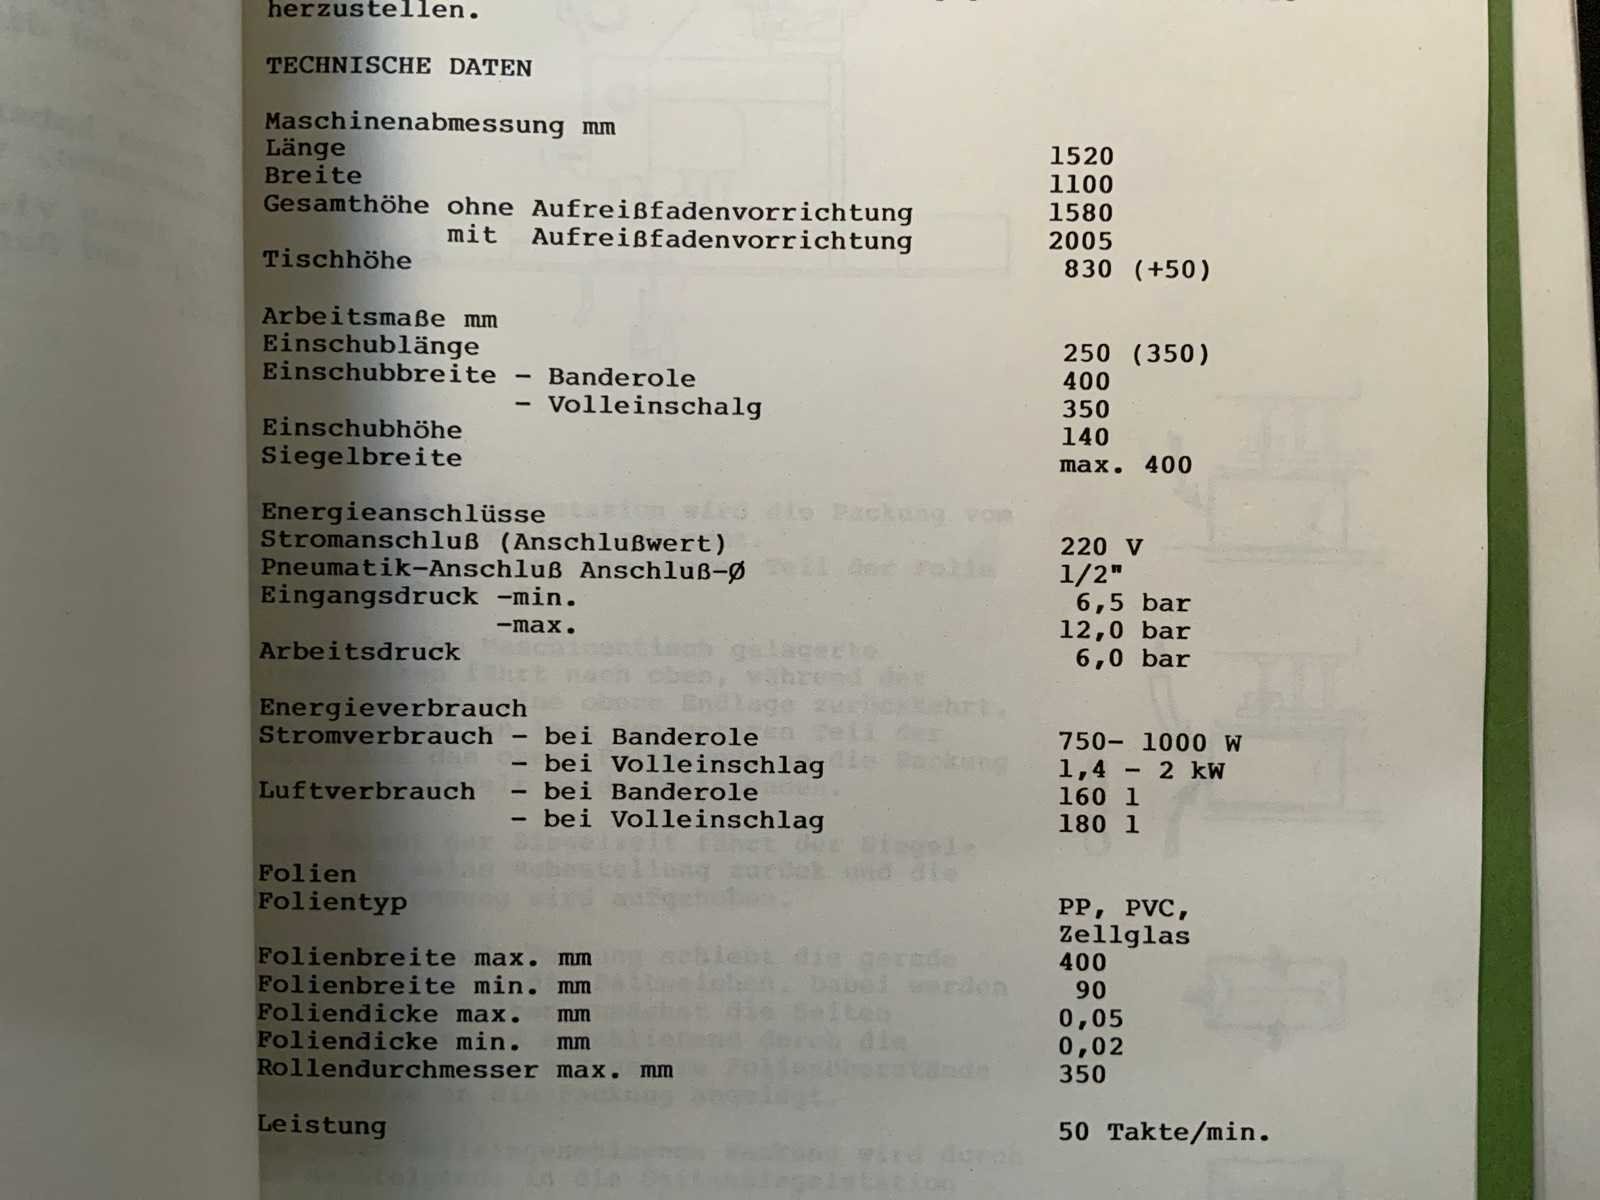 herzustellen.
TECHNISCHE DATEN
Maschinenabmessung mm
Länge 1520
Breite 1100
Gesamthöhe ohne Aufreißfadenvorrichtung 1580
mit Aufreißfadenvorrichtung 2005
Tischhöhe 830 (+50)
Arbeitsmaße mm
Einschublänge 250 (350)
Einschubbreite - Banderole 400
- Volleinschalg 350
Einschubhöhe 140
Siegelbreite max. 400
Energieanschlüsse
Stromanschluß (Anschlußwert) 220 V
Pneumatik-Anschluß Anschluß-Ø 1/2"
Eingangsdruck -min. 6,5 bar
-max. 12,0 bar
Arbeitsdruck 6,0 bar
Energieverbrauch
Stromverbrauch - bei Banderole 750- 1000 W
- bei Volleinschlag 1,4 - 2 kW
Luftverbrauch - bei Banderole 160 l
- bei Volleinschlag 180 l
Folien
Folientyp PP, PVC,
Zellglas
Folienbreite max. mm 400
Folienbreite min. mm 90
Foliendicke max. mm 0,05
Foliendicke min. mm 0,02
Rollendurchmesser max. mm 350
Leistung 50 Takte/min.